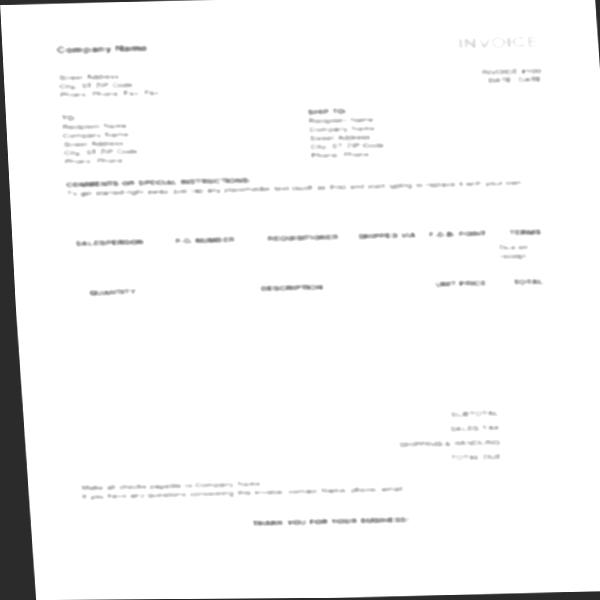 Company Name
INVOICE
Street Address
City, ST ZIP Code
Phone: Phone Fax: Fax
INVOICE #100
DATE: DATE
TO:
Recipient Name
Company Name
Street Address
City, ST ZIP Code
Phone: Phone
SHIP TO:
Recipient Name
Company Name
Street Address
City, ST ZIP Code
Phone: Phone
COMMENTS OR SPECIAL INSTRUCTIONS:
To get started right away, just tap any placeholder text (such as this) and start typing to replace it with your own.
SALESPERSON P.O. NUMBER REQUISITIONER SHIPPED VIA F.O.B. POINT TERMS
Due on
receipt
QUANTITY DESCRIPTION UNIT PRICE TOTAL
SUBTOTAL
SALES TAX
SHIPPING & HANDLING
TOTAL DUE
Make all checks payable to Company Name
If you have any questions concerning this invoice, contact Name, phone, email
THANK YOU FOR YOUR BUSINESS!